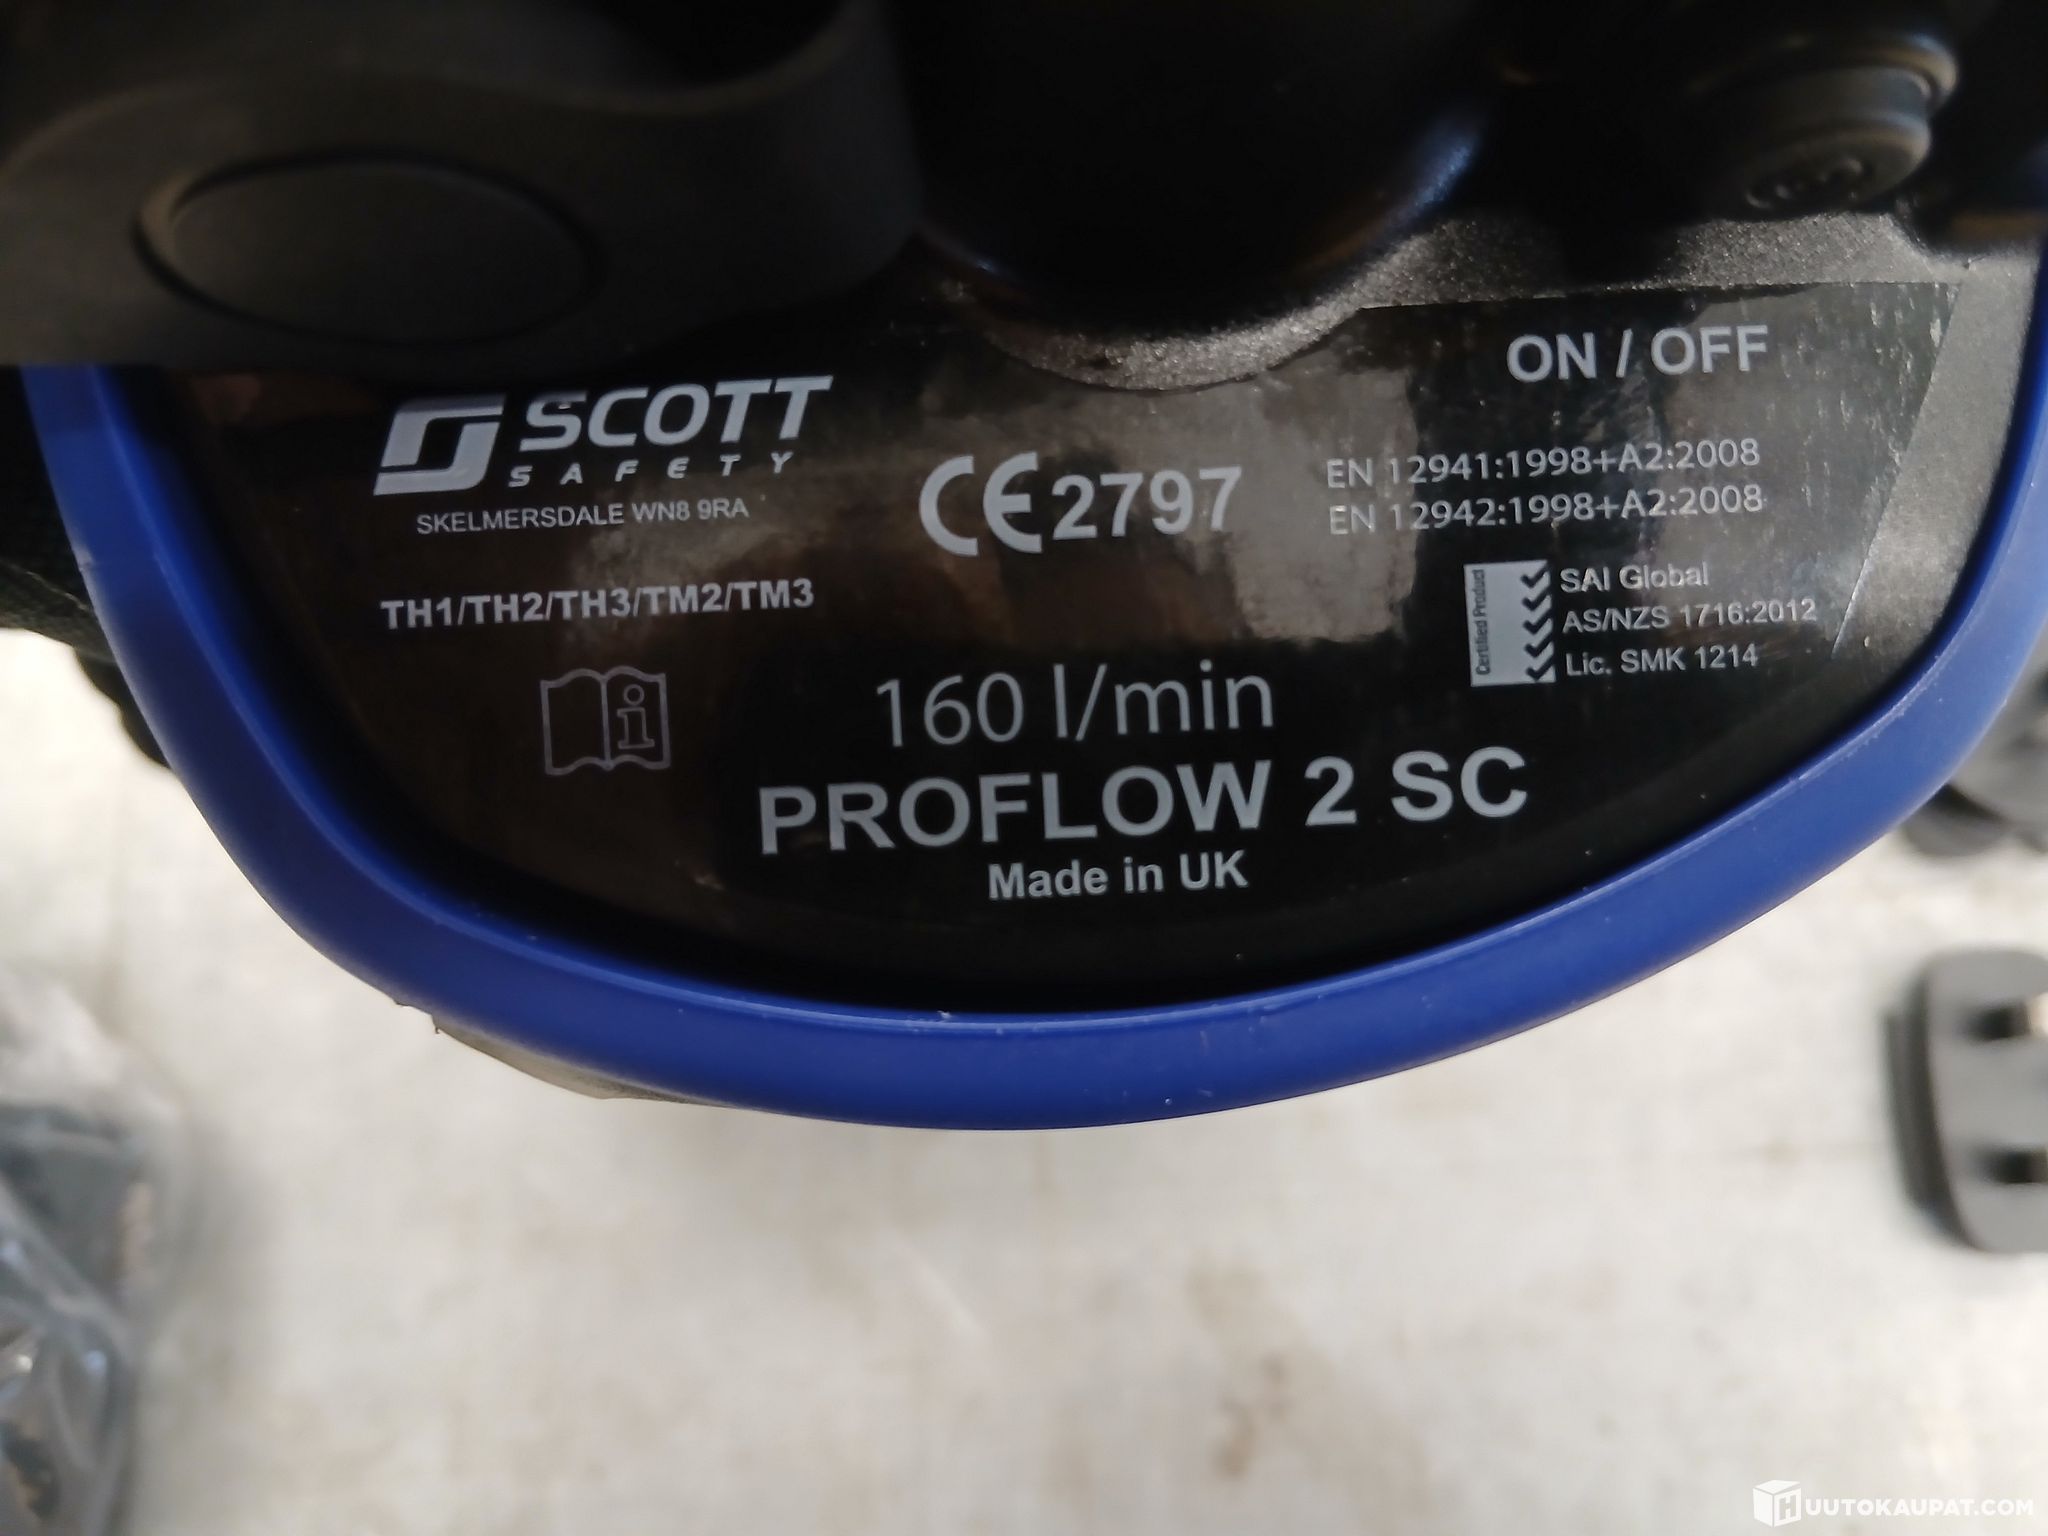 ON / OFF
SCOTT
SAFETY
SKELMERSDALE WN8 9RA
CE 2797
EN 12941:1998+A2:2008
EN 12942:1998+A2:2008
TH1/TH2/TH3/TM2/TM3
Certified Product
SAI Global
AS/NZS 1716:2012
Lic. SMK 1214
160 l/min
PROFLOW 2 SC
Made in UK
HUUTOKAUPAT.COM